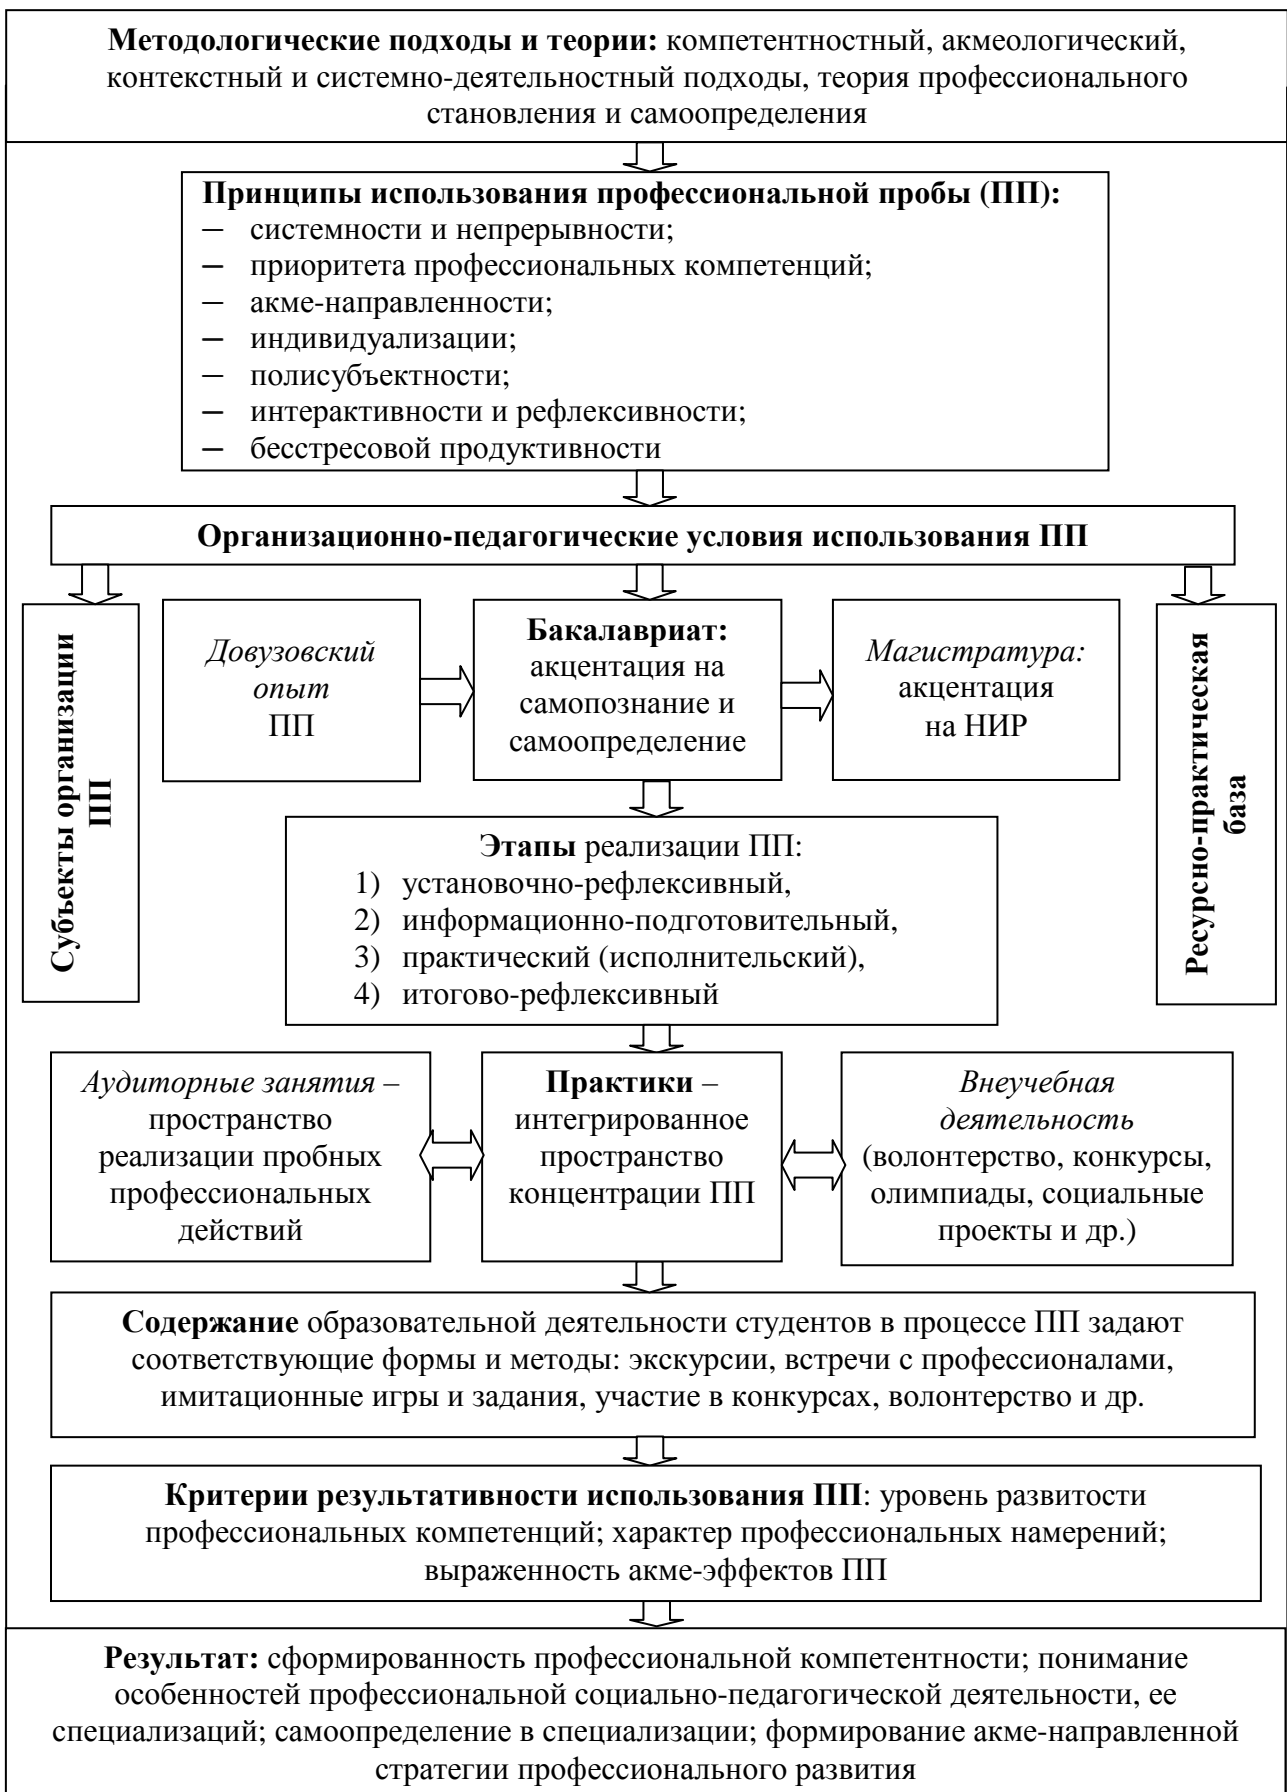 Методологические подходы и теории: компетентностный, акмеологический,
контекстный и системно-деятельностный подходы, теория профессионального
становления и самоопределения
Принципы использования профессиональной пробы (ПП):
— системности и непрерывности;
— приоритета профессиональных компетенций;
— акме-направленности;
— индивидуализации;
— полисубъектности;
— интерактивности и рефлексивности;
— бесстресовой продуктивности
Организационно-педагогические условия использования ПП
Субъекты организации
ПП
Довузовский
опыт
ПП
Бакалавриат:
акцентация на
самопознание и
самоопределение
Магистратура:
акцентация
на НИР
Ресурсно-практическая
база
Этапы реализации ПП:
1) установочно-рефлексивный,
2) информационно-подготовительный,
3) практический (исполнительский),
4) итогово-рефлексивный
Аудиторные занятия –
пространство
реализации пробных
профессиональных
действий
Практики –
интегрированное
пространство
концентрации ПП
Внеучебная
деятельность
(волонтерство, конкурсы,
олимпиады, социальные
проекты и др.)
Содержание образовательной деятельности студентов в процессе ПП задают
соответствующие формы и методы: экскурсии, встречи с профессионалами,
имитационные игры и задания, участие в конкурсах, волонтерство и др.
Критерии результативности использования ПП: уровень развитости
профессиональных компетенций; характер профессиональных намерений;
выраженность акме-эффектов ПП
Результат: сформированность профессиональной компетентности; понимание
особенностей профессиональной социально-педагогической деятельности, ее
специализаций; самоопределение в специализации; формирование акме-направленной
стратегии профессионального развития